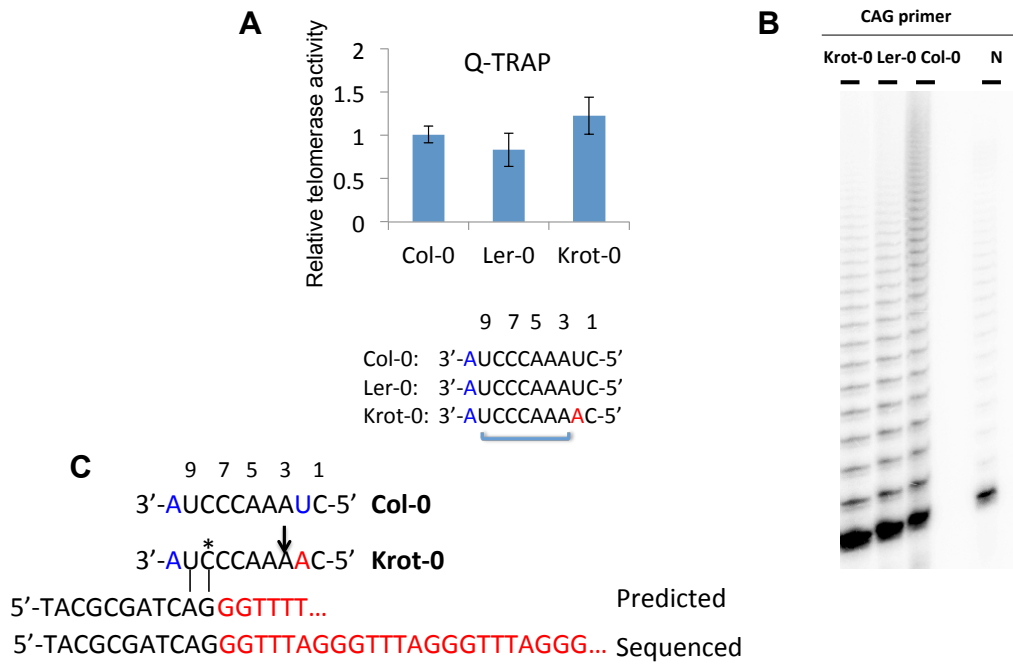 A
Q-TRAP
Relative telomerase activity
2
1.5
1
0.5
0
Col-0 Ler-0 Krot-0
9 7 5 3 1
Col-0: 3’-AUCCCAAAUC-5’
Ler-0: 3’-AUCCCAAAUC-5’
Krot-0: 3’-AUCCCAAAAC-5’
B
CAG primer
Krot-0 Ler-0 Col-0 N
C
9 7 5 3 1
3’-AUCCCAAAUC-5’ Col-0
*
3’-AUCCCAAAAC-5’ Krot-0
5’-TACGCGATCAGGGTTTT... Predicted
5’-TACGCGATCAGGGTTTAGGGTTTAGGGTTTAGGG... Sequenced